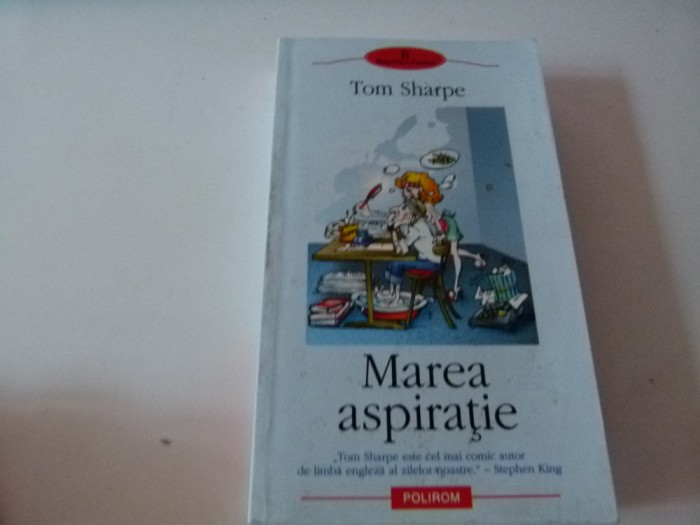 Tom Sharpe
Marea
aspiraţie
„Tom Sharpe este cel mai comic autor
de limbă engleză al zilelor noastre.“ – Stephen King
POLIROM